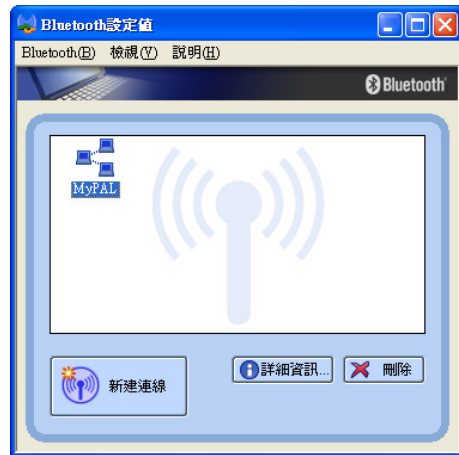 Bluetooth設定值
Bluetooth(B) 檢視(V) 說明(H)
Bluetooth
MyPAL
新建連線
詳細資訊...
刪除